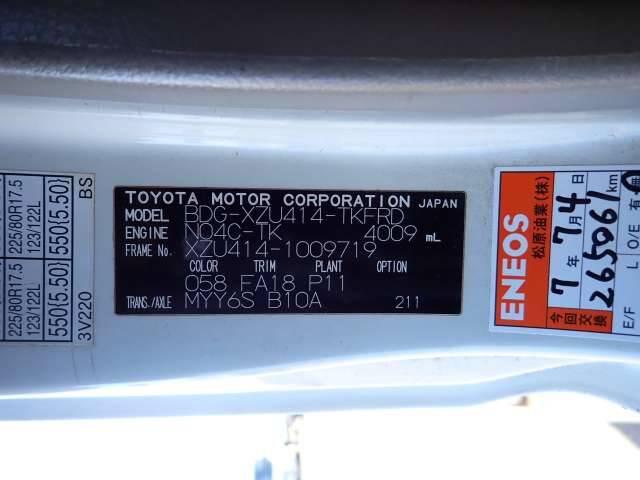 225/80R17.5
123/122L
550(5.50)
225/80R17.5
123/122L
550{5.50}
BS
3V220
TOYOTA MOTOR CORPORATION JAPAN
MODEL BDG-XZU414-TKFRD
ENGINE N04C-TK 4009 mL
FRAME No. XZU414-1009719
COLOR TRIM PLANT OPTION
058 FA18 P11
TRANS./AXLE MYY6S B10A 211
ENEOS
松原油業(株)
7年7月4日
今回交換 265061km
L O/E 有
E/F